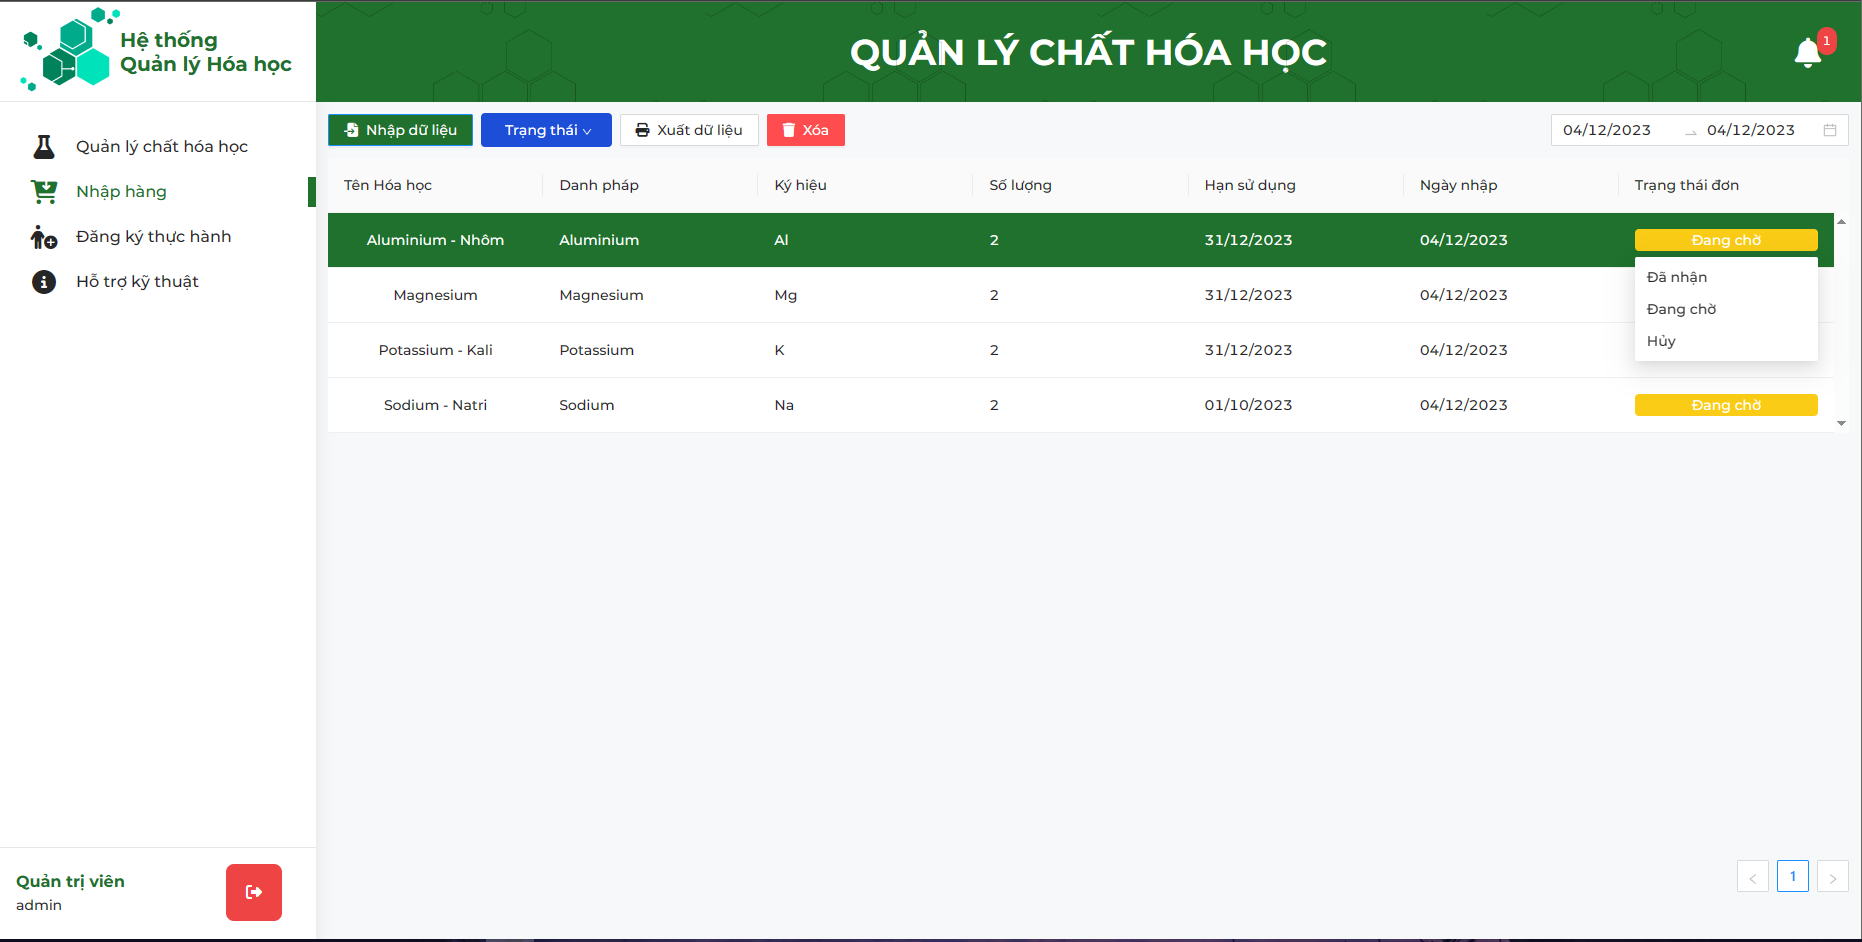 Hệ thống
Quản lý Hóa học
QUẢN LÝ CHẤT HÓA HỌC
1
Quản lý chất hóa học
Nhập hàng
Đăng ký thực hành
Hỗ trợ kỹ thuật
Nhập dữ liệu Trạng thái Xuất dữ liệu Xóa 04/12/2023 04/12/2023
Tên Hóa học Danh pháp Ký hiệu Số lượng Hạn sử dụng Ngày nhập Trạng thái đơn
Aluminium - Nhôm Aluminium Al 2 31/12/2023 04/12/2023 Đang chờ
Đã nhận
Magnesium Magnesium Mg 2 31/12/2023 04/12/2023
Đang chờ
Hủy
Potassium - Kali Potassium K 2 31/12/2023 04/12/2023
Sodium - Natri Sodium Na 2 01/10/2023 04/12/2023 Đang chờ
< 1 >
Quản trị viên
admin